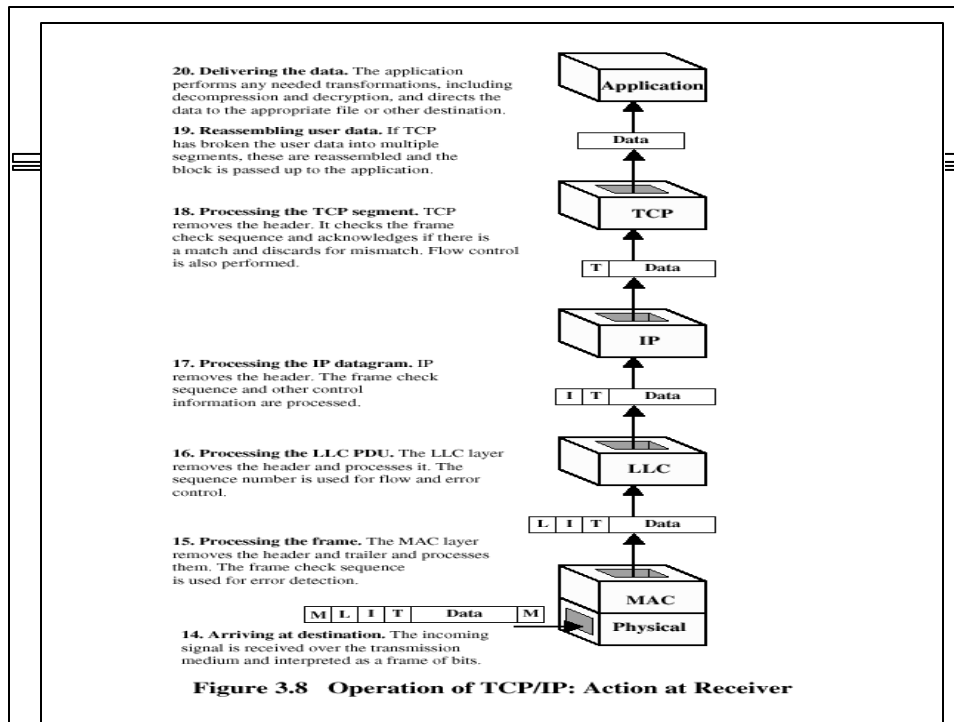 20. Delivering the data. The application
performs any needed transformations, including
decompression and decryption, and directs the
data to the appropriate file or other destination.
Application
19. Reassembling user data. If TCP
has broken the user data into multiple
segments, these are reassembled and the
block is passed up to the application.
Data
18. Processing the TCP segment. TCP
removes the header. It checks the frame
check sequence and acknowledges if there is
a match and discards for mismatch. Flow control
is also performed.
TCP
T Data
IP
17. Processing the IP datagram. IP
removes the header. The frame check
sequence and other control
information are processed.
I T Data
16. Processing the LLC PDU. The LLC layer
removes the header and processes it. The
sequence number is used for flow and error
control.
LLC
L I T Data
15. Processing the frame. The MAC layer
removes the header and trailer and processes
them. The frame check sequence
is used for error detection.
MAC
Physical
M L I T Data M
14. Arriving at destination. The incoming
signal is received over the transmission
medium and interpreted as a frame of bits.
Figure 3.8 Operation of TCP/IP: Action at Receiver